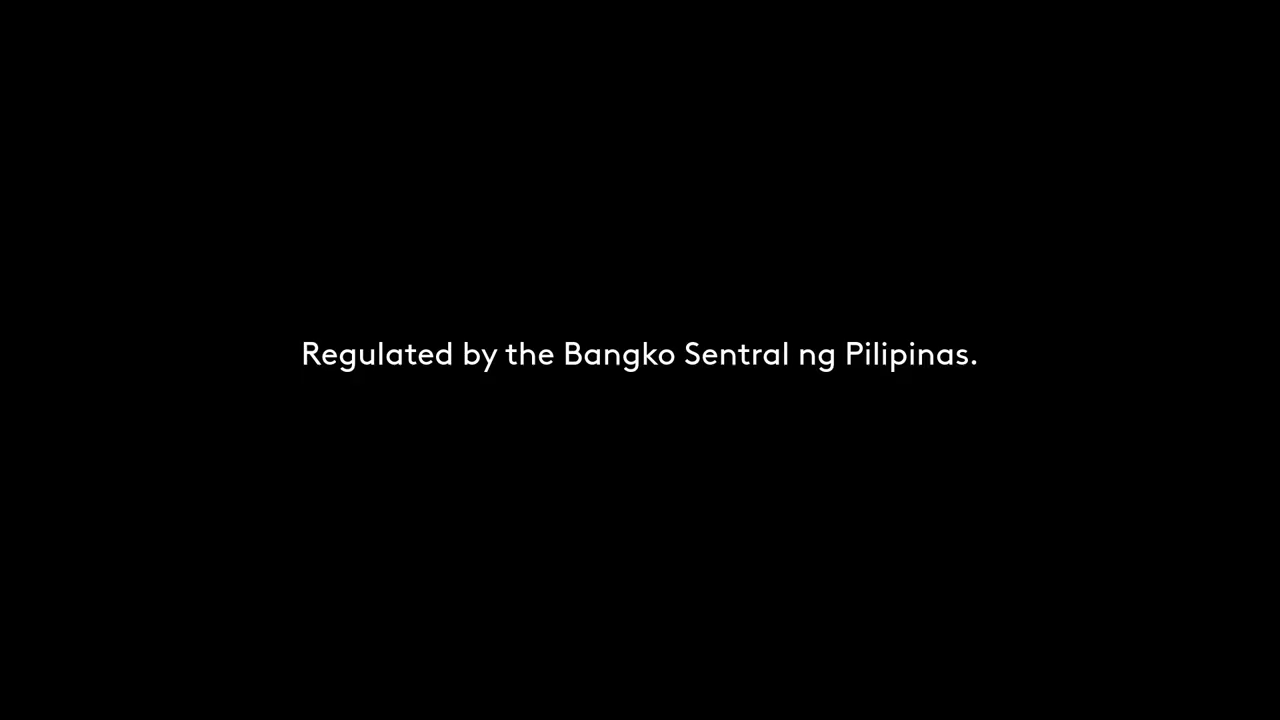 Regulated by the Bangko Sentral ng Pilipinas.